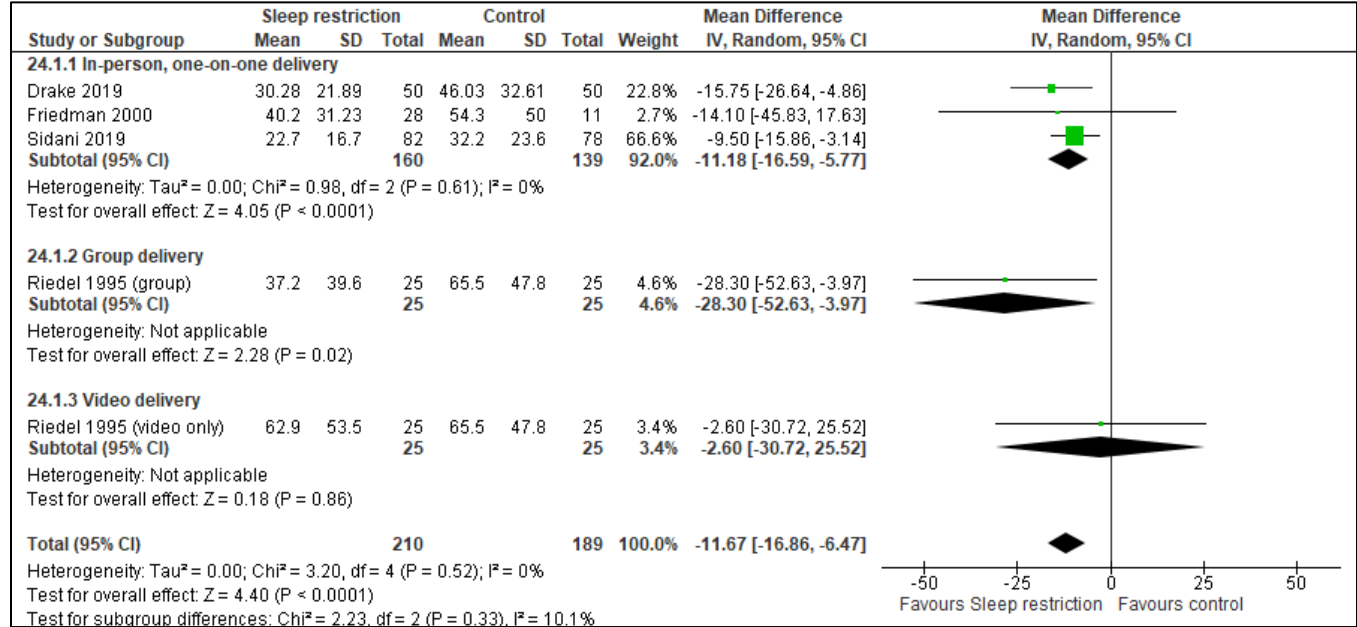 Sleep restriction Control Mean Difference Mean Difference
Study or Subgroup Mean SD Total Mean SD Total Weight IV, Random, 95% CI IV, Random, 95% CI
24.1.1 In-person, one-on-one delivery
Drake 2019 30.28 21.89 50 46.03 32.61 50 22.8% -15.75 [-26.64, -4.86]
Friedman 2000 40.2 31.23 28 54.3 50 11 2.7% -14.10 [-45.83, 17.63]
Sidani 2019 22.7 16.7 82 32.2 23.6 78 66.6% -9.50 [-15.86, -3.14]
Subtotal (95% CI) 160 139 92.0% -11.18 [-16.59, -5.77]
Heterogeneity: Tau² = 0.00; Chi² = 0.98, df = 2 (P = 0.61); I² = 0%
Test for overall effect: Z = 4.05 (P < 0.0001)
24.1.2 Group delivery
Riedel 1995 (group) 37.2 39.6 25 65.5 47.8 25 4.6% -28.30 [-52.63, -3.97]
Subtotal (95% CI) 25 25 4.6% -28.30 [-52.63, -3.97]
Heterogeneity: Not applicable
Test for overall effect: Z = 2.28 (P = 0.02)
24.1.3 Video delivery
Riedel 1995 (video only) 62.9 53.5 25 65.5 47.8 25 3.4% -2.60 [-30.72, 25.52]
Subtotal (95% CI) 25 25 3.4% -2.60 [-30.72, 25.52]
Heterogeneity: Not applicable
Test for overall effect: Z = 0.18 (P = 0.86)
Total (95% CI) 210 189 100.0% -11.67 [-16.86, -6.47]
Heterogeneity: Tau² = 0.00; Chi² = 3.20, df = 4 (P = 0.52); I² = 0%
Test for overall effect: Z = 4.40 (P < 0.0001)
Test for subgroup differences: Chi² = 2.23, df = 2 (P = 0.33), I² = 10.1%
-50 -25 0 25 50
Favours Sleep restriction Favours control